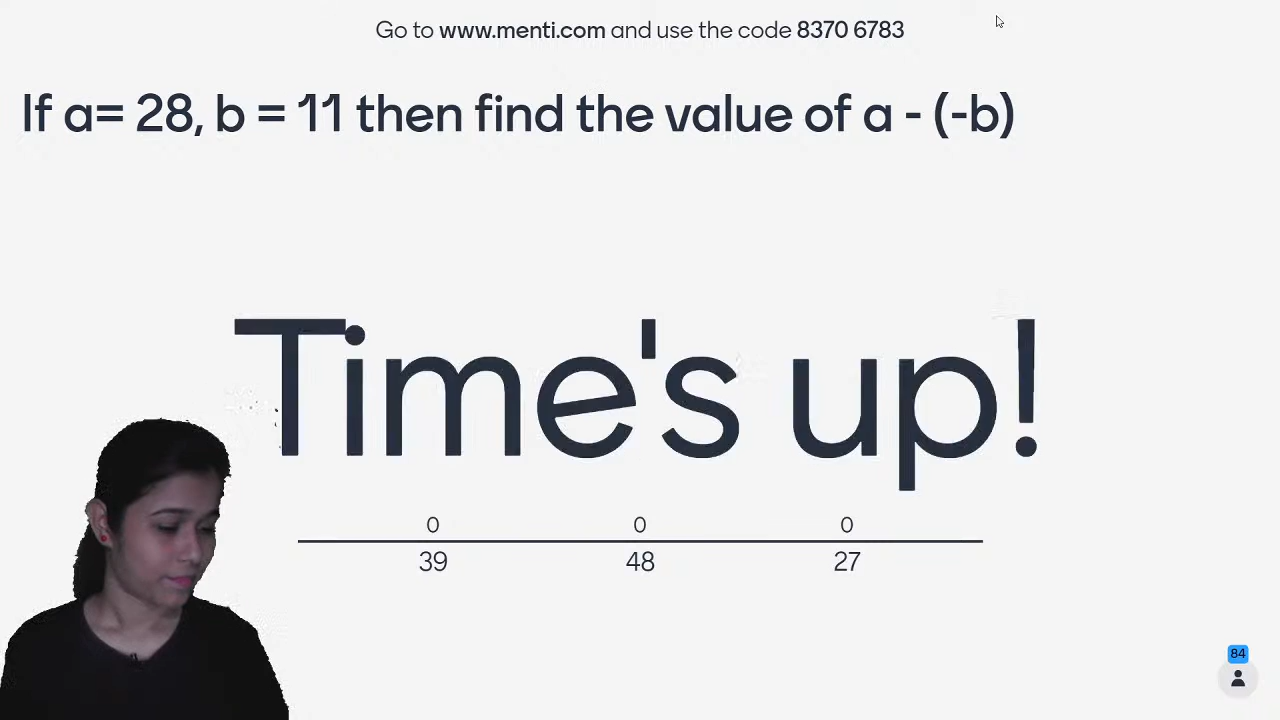 Go to www.menti.com and use the code 8370 6783
If a= 28, b = 11 then find the value of a - (-b)
Time's up!
0 0 0
39 48 27
84